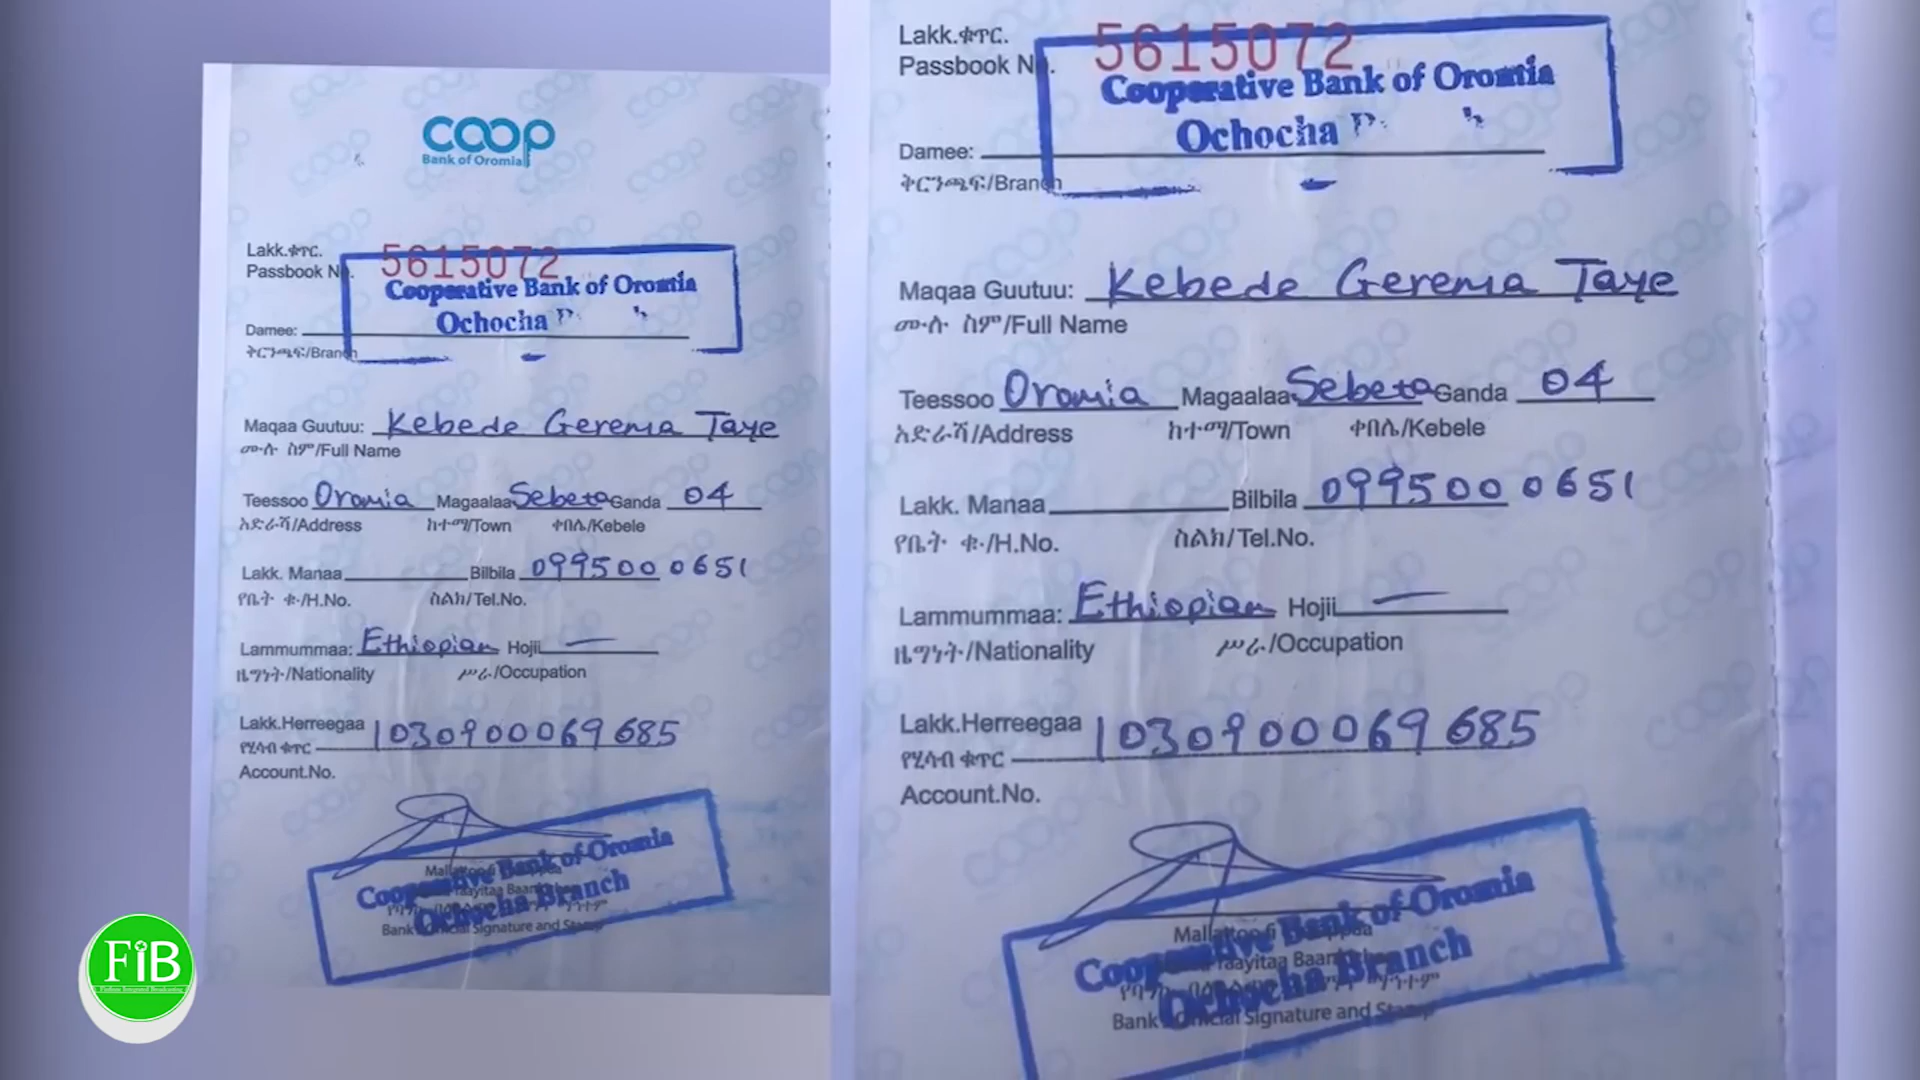 coop
Bank of Oromia
Lakk.ቁጥር.
Passbook No. 5615072
Cooperative Bank of Oromia
Ochocha
Damee:
ቅርንጫፍ/Branch
Maqaa Guutuu: Kebede Gerema Taye
ሙሉ ስም/Full Name
Teessoo Oromia Magaalaa Sebeta Ganda 04
አድራሻ/Address ከተማ/Town ቀበሌ/Kebele
Lakk. Manaa Bilbila 0995000651
የቤት ቁ./H.No. ስልክ/Tel.No.
Lammummaa: Ethiopian Hojii
ዜግነት/Nationality ሥራ/Occupation
Lakk.Herreegaa 1030900069685
የሂሳብ ቁጥር
Account.No.
Cooperative Bank of Oromia
Ochocha Branch
Bank Official Signature and Stamp
FiB
Lakk.ቁጥር.
Passbook No. 5615072
Cooperative Bank of Oromia
Ochocha
Damee:
ቅርንጫፍ/Branch
Maqaa Guutuu: Kebede Gerema Taye
ሙሉ ስም/Full Name
Teessoo Oromia Magaalaa Sebeta Ganda 04
አድራሻ/Address ከተማ/Town ቀበሌ/Kebele
Lakk. Manaa Bilbila 0995000651
የቤት ቁ./H.No. ስልክ/Tel.No.
Lammummaa: Ethiopian Hojii
ዜግነት/Nationality ሥራ/Occupation
Lakk.Herreegaa 1030900069685
የሂሳብ ቁጥር
Account.No.
Cooperative Bank of Oromia
Ochocha Branch
Bank Official Signature and Stamp